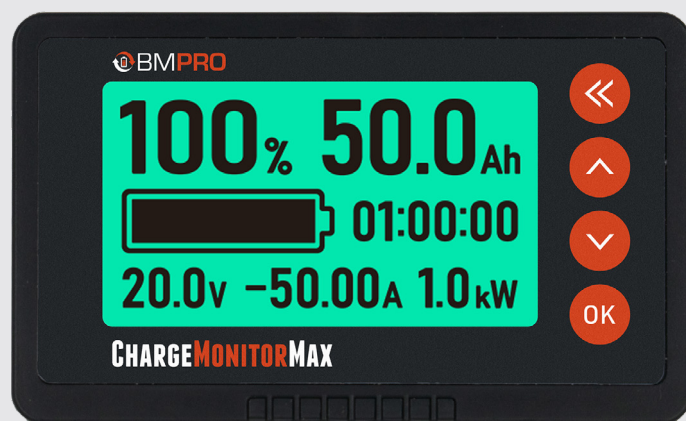 BMPRO
100% 50.0Ah
01:00:00
20.0V -50.00A 1.0kW
OK
CHARGEMONITORMAX